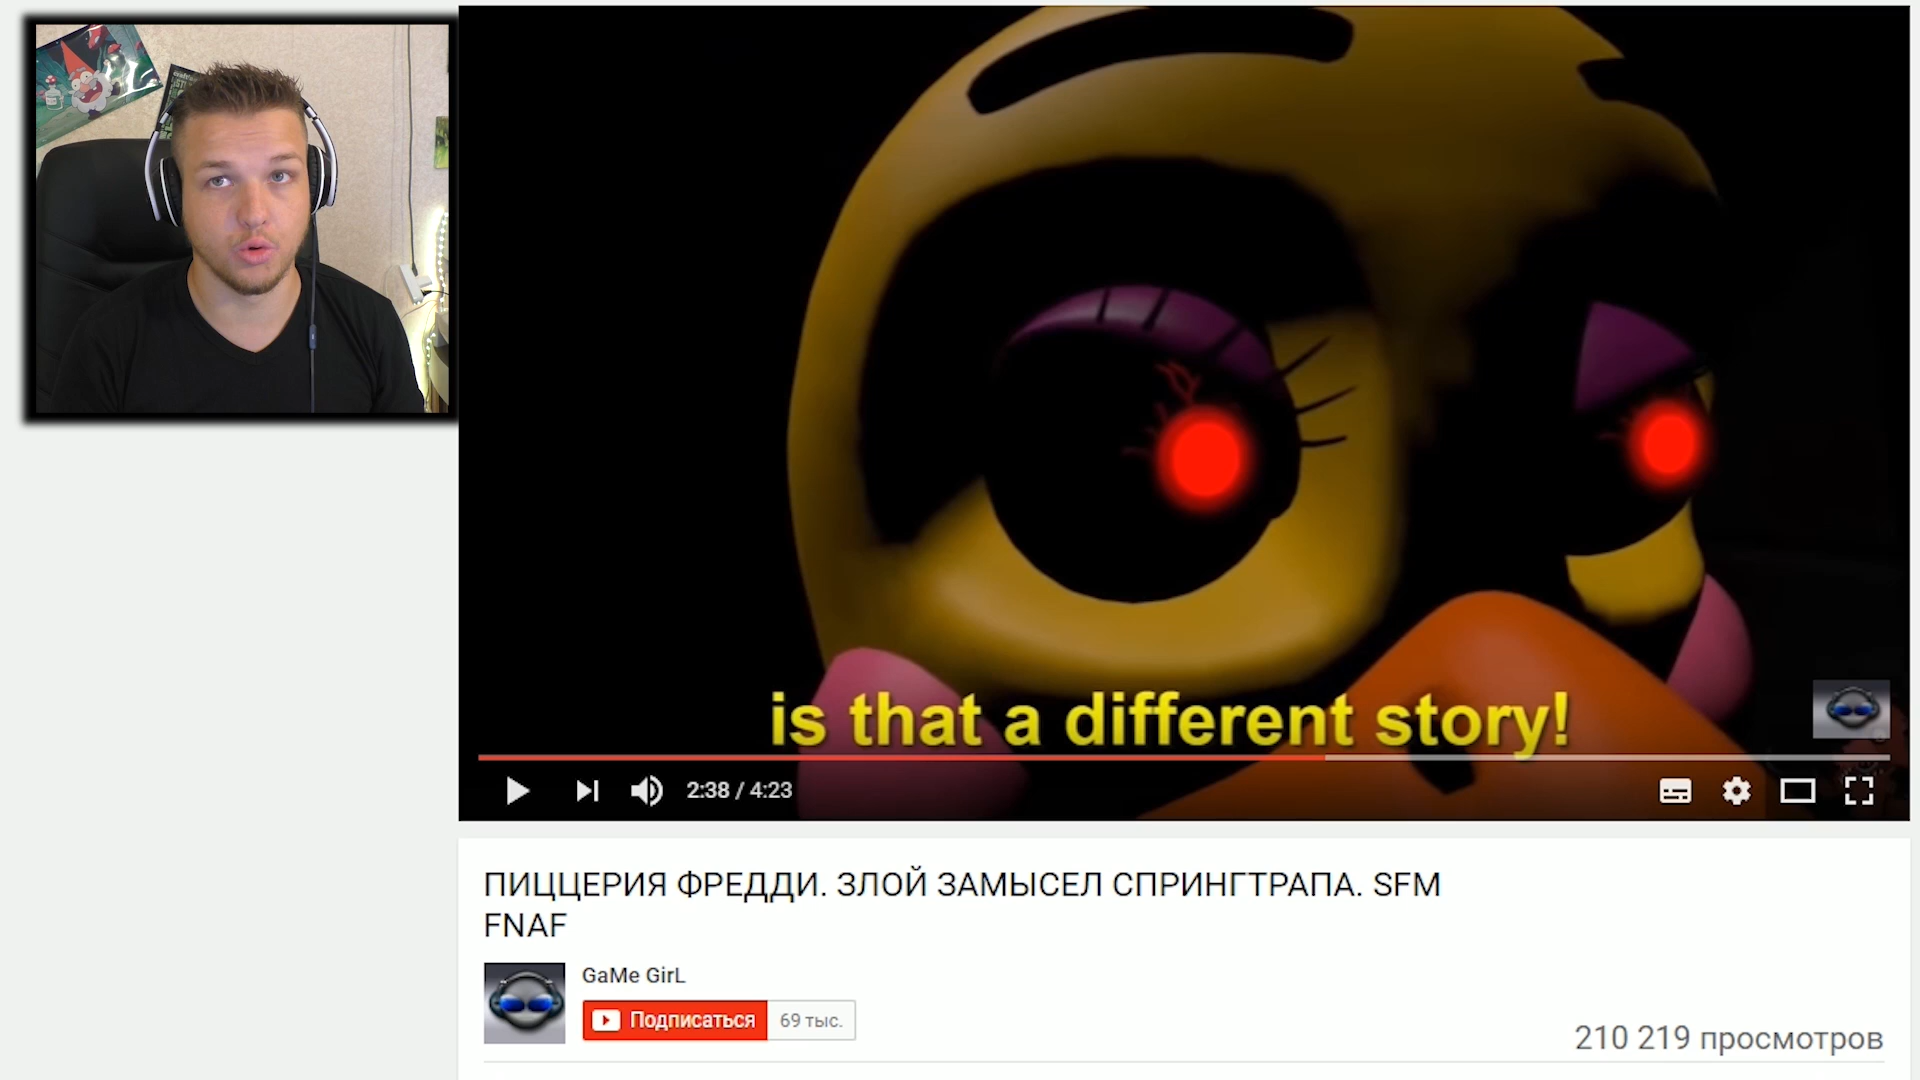 is that a different story!
2:38 / 4:23
ПИЦЦЕРИЯ ФРЕДДИ. ЗЛОЙ ЗАМЫСЕЛ СПРИНГТРАПА. SFM
FNAF
GaMe GirL
Подписаться
69 тыс.
210 219 просмотров